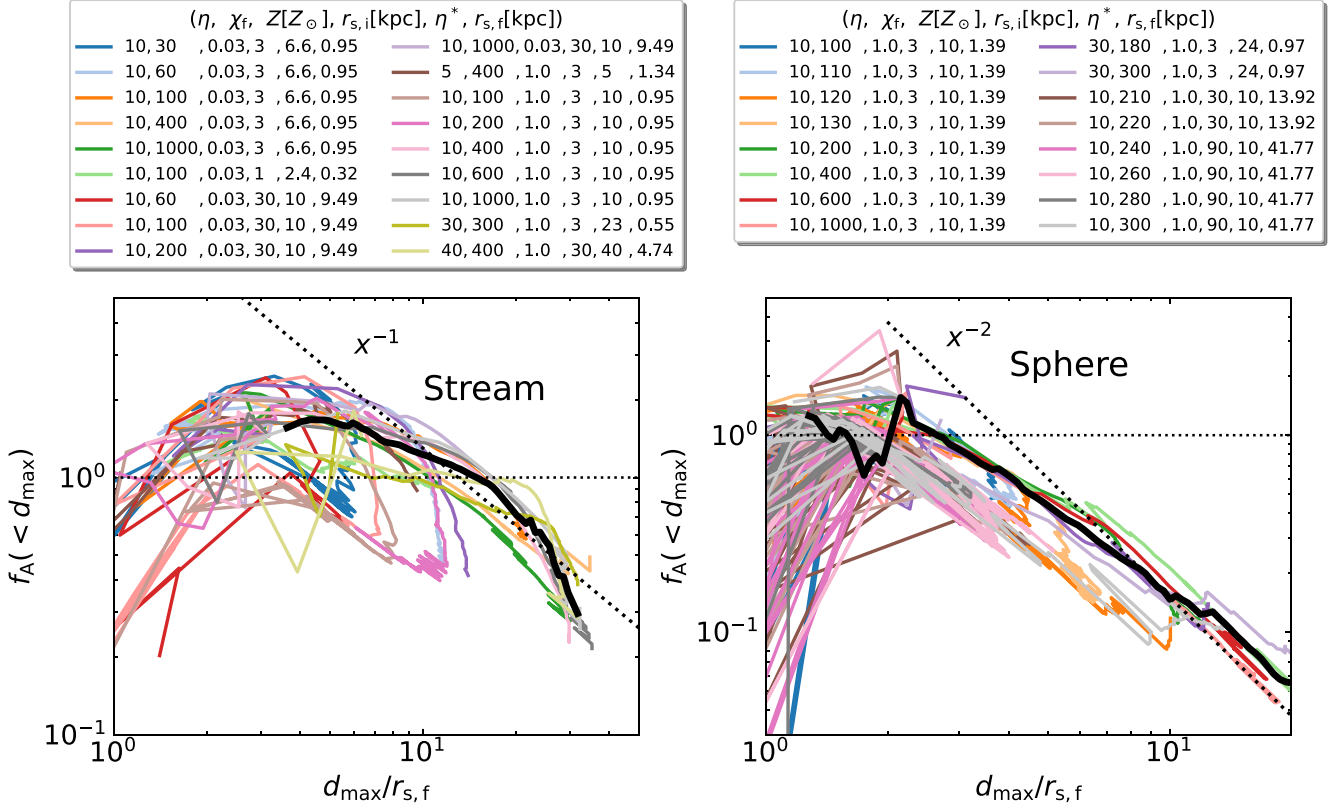 (η, χf, Z[Z⊙], rs,i[kpc], η*, rs,f[kpc])
10, 30 , 0.03, 3 , 6.6, 0.95
10, 60 , 0.03, 3 , 6.6, 0.95
10, 100 , 0.03, 3 , 6.6, 0.95
10, 400 , 0.03, 3 , 6.6, 0.95
10, 1000, 0.03, 3 , 6.6, 0.95
10, 100 , 0.03, 1 , 2.4, 0.32
10, 60 , 0.03, 30, 10 , 9.49
10, 100 , 0.03, 30, 10 , 9.49
10, 200 , 0.03, 30, 10 , 9.49
10, 1000, 0.03, 30, 10 , 9.49
5 , 400 , 1.0 , 3 , 5 , 1.34
10, 100 , 1.0 , 3 , 10, 0.95
10, 200 , 1.0 , 3 , 10, 0.95
10, 400 , 1.0 , 3 , 10, 0.95
10, 600 , 1.0 , 3 , 10, 0.95
10, 1000, 1.0 , 3 , 10, 0.95
30, 300 , 1.0 , 3 , 23, 0.55
40, 400 , 1.0 , 30, 40, 4.74
(η, χf, Z[Z⊙], rs,i[kpc], η*, rs,f[kpc])
10, 100 , 1.0, 3 , 10, 1.39
10, 110 , 1.0, 3 , 10, 1.39
10, 120 , 1.0, 3 , 10, 1.39
10, 130 , 1.0, 3 , 10, 1.39
10, 200 , 1.0, 3 , 10, 1.39
10, 400 , 1.0, 3 , 10, 1.39
10, 600 , 1.0, 3 , 10, 1.39
10, 1000, 1.0, 3 , 10, 1.39
30, 180 , 1.0, 3 , 24, 0.97
30, 300 , 1.0, 3 , 24, 0.97
10, 210 , 1.0, 30, 10, 13.92
10, 220 , 1.0, 30, 10, 13.92
10, 240 , 1.0, 90, 10, 41.77
10, 260 , 1.0, 90, 10, 41.77
10, 280 , 1.0, 90, 10, 41.77
10, 300 , 1.0, 90, 10, 41.77
x⁻¹
Stream
fA(< dmax)
10⁰
10⁻¹
10⁰
10¹
dmax/rs,f
x⁻²
Sphere
fA(< dmax)
10⁰
10⁻¹
10⁰
10¹
dmax/rs,f